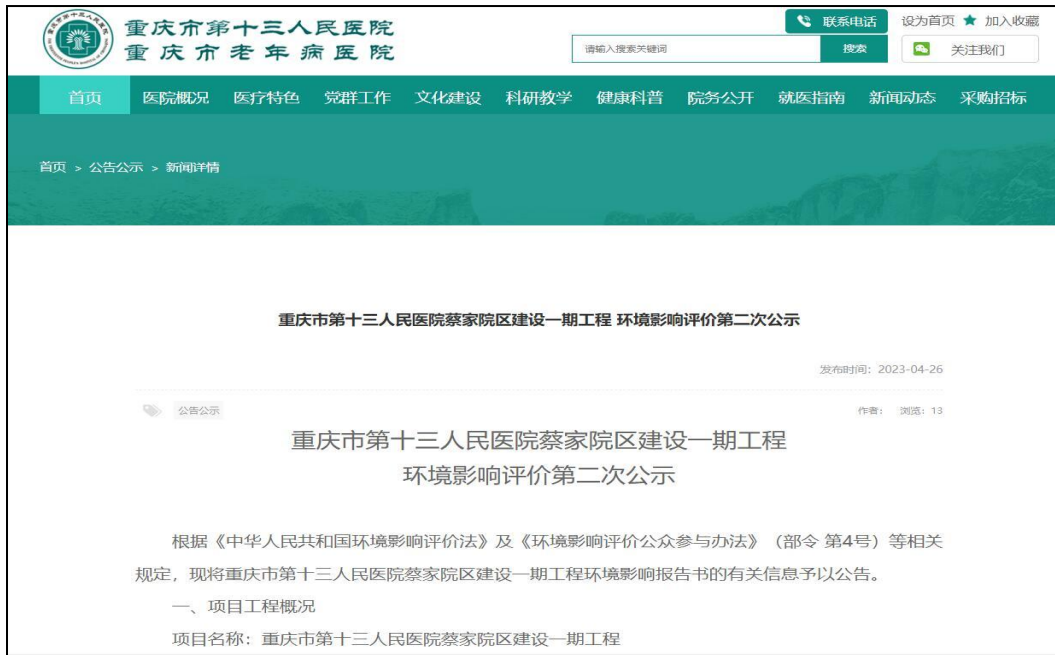 重庆市第十三人民医院
重庆市老年病医院
联系电话
设为首页 ★ 加入收藏
请输入搜索关键词
搜索
关注我们
首页 医院概况 医疗特色 党群工作 文化建设 科研教学 健康科普 院务公开 就医指南 新闻动态 采购招标
首页 > 公告公示 > 新闻详情
重庆市第十三人民医院蔡家院区建设一期工程 环境影响评价第二次公示
发布时间：2023-04-26
公告公示
作者： 浏览：13
重庆市第十三人民医院蔡家院区建设一期工程
环境影响评价第二次公示
根据《中华人民共和国环境影响评价法》及《环境影响评价公众参与办法》（部令 第4号）等相关
规定，现将重庆市第十三人民医院蔡家院区建设一期工程环境影响报告书的有关信息予以公告。
一、项目工程概况
项目名称：重庆市第十三人民医院蔡家院区建设一期工程